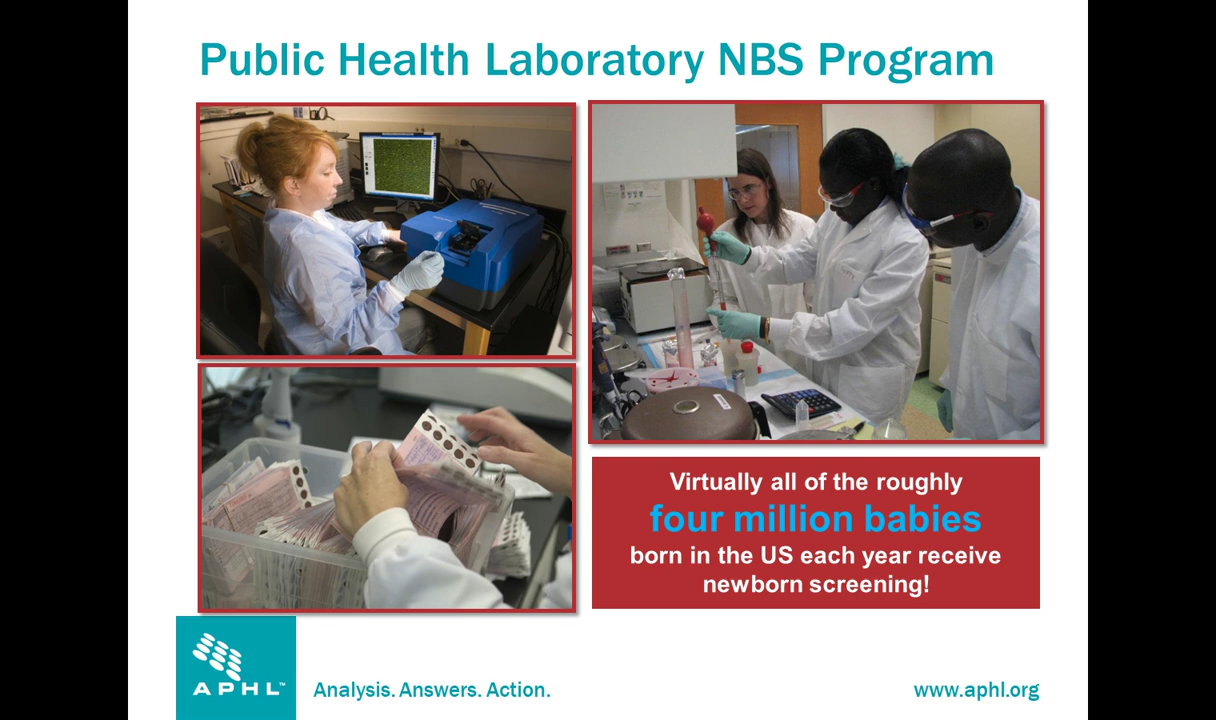 Public Health Laboratory NBS Program
Virtually all of the roughly
four million babies
born in the US each year receive
newborn screening!
APHL™
Analysis. Answers. Action.
www.aphl.org